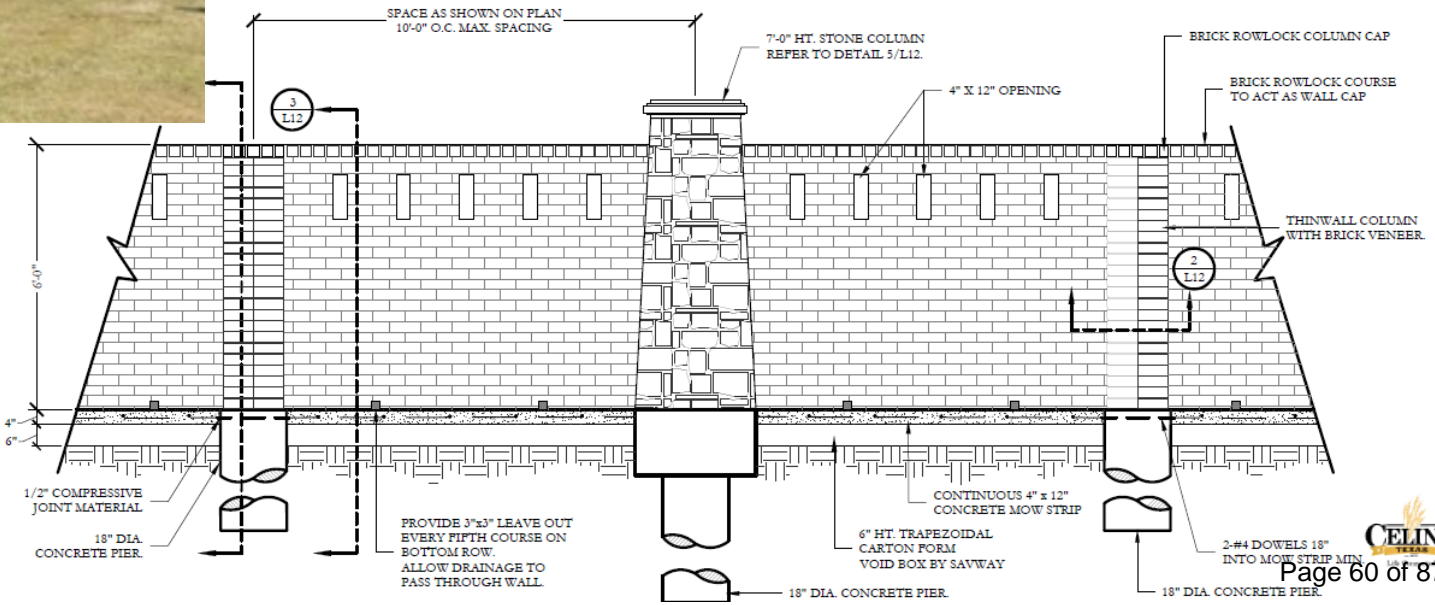 SPACE AS SHOWN ON PLAN
10'-0" O.C. MAX. SPACING
7'-0" HT. STONE COLUMN
REFER TO DETAIL 5/L12.
BRICK ROWLOCK COLUMN CAP
4" X 12" OPENING
BRICK ROWLOCK COURSE
TO ACT AS WALL CAP
3
L12
6'-0"
THINWALL COLUMN
WITH BRICK VENEER.
2
L12
4"
6"
1/2" COMPRESSIVE
JOINT MATERIAL
18" DIA.
CONCRETE PIER.
PROVIDE 3"x3" LEAVE OUT
EVERY FIFTH COURSE ON
BOTTOM ROW.
ALLOW DRAINAGE TO
PASS THROUGH WALL.
CONTINUOUS 4" x 12"
CONCRETE MOW STRIP
6" HT. TRAPEZOIDAL
CARTON FORM
VOID BOX BY SAVWAY
18" DIA. CONCRETE PIER.
2-#4 DOWELS 18"
INTO MOW STRIP MIN.
18" DIA. CONCRETE PIER.
CELIN
TEXAS
Page 60 of 87